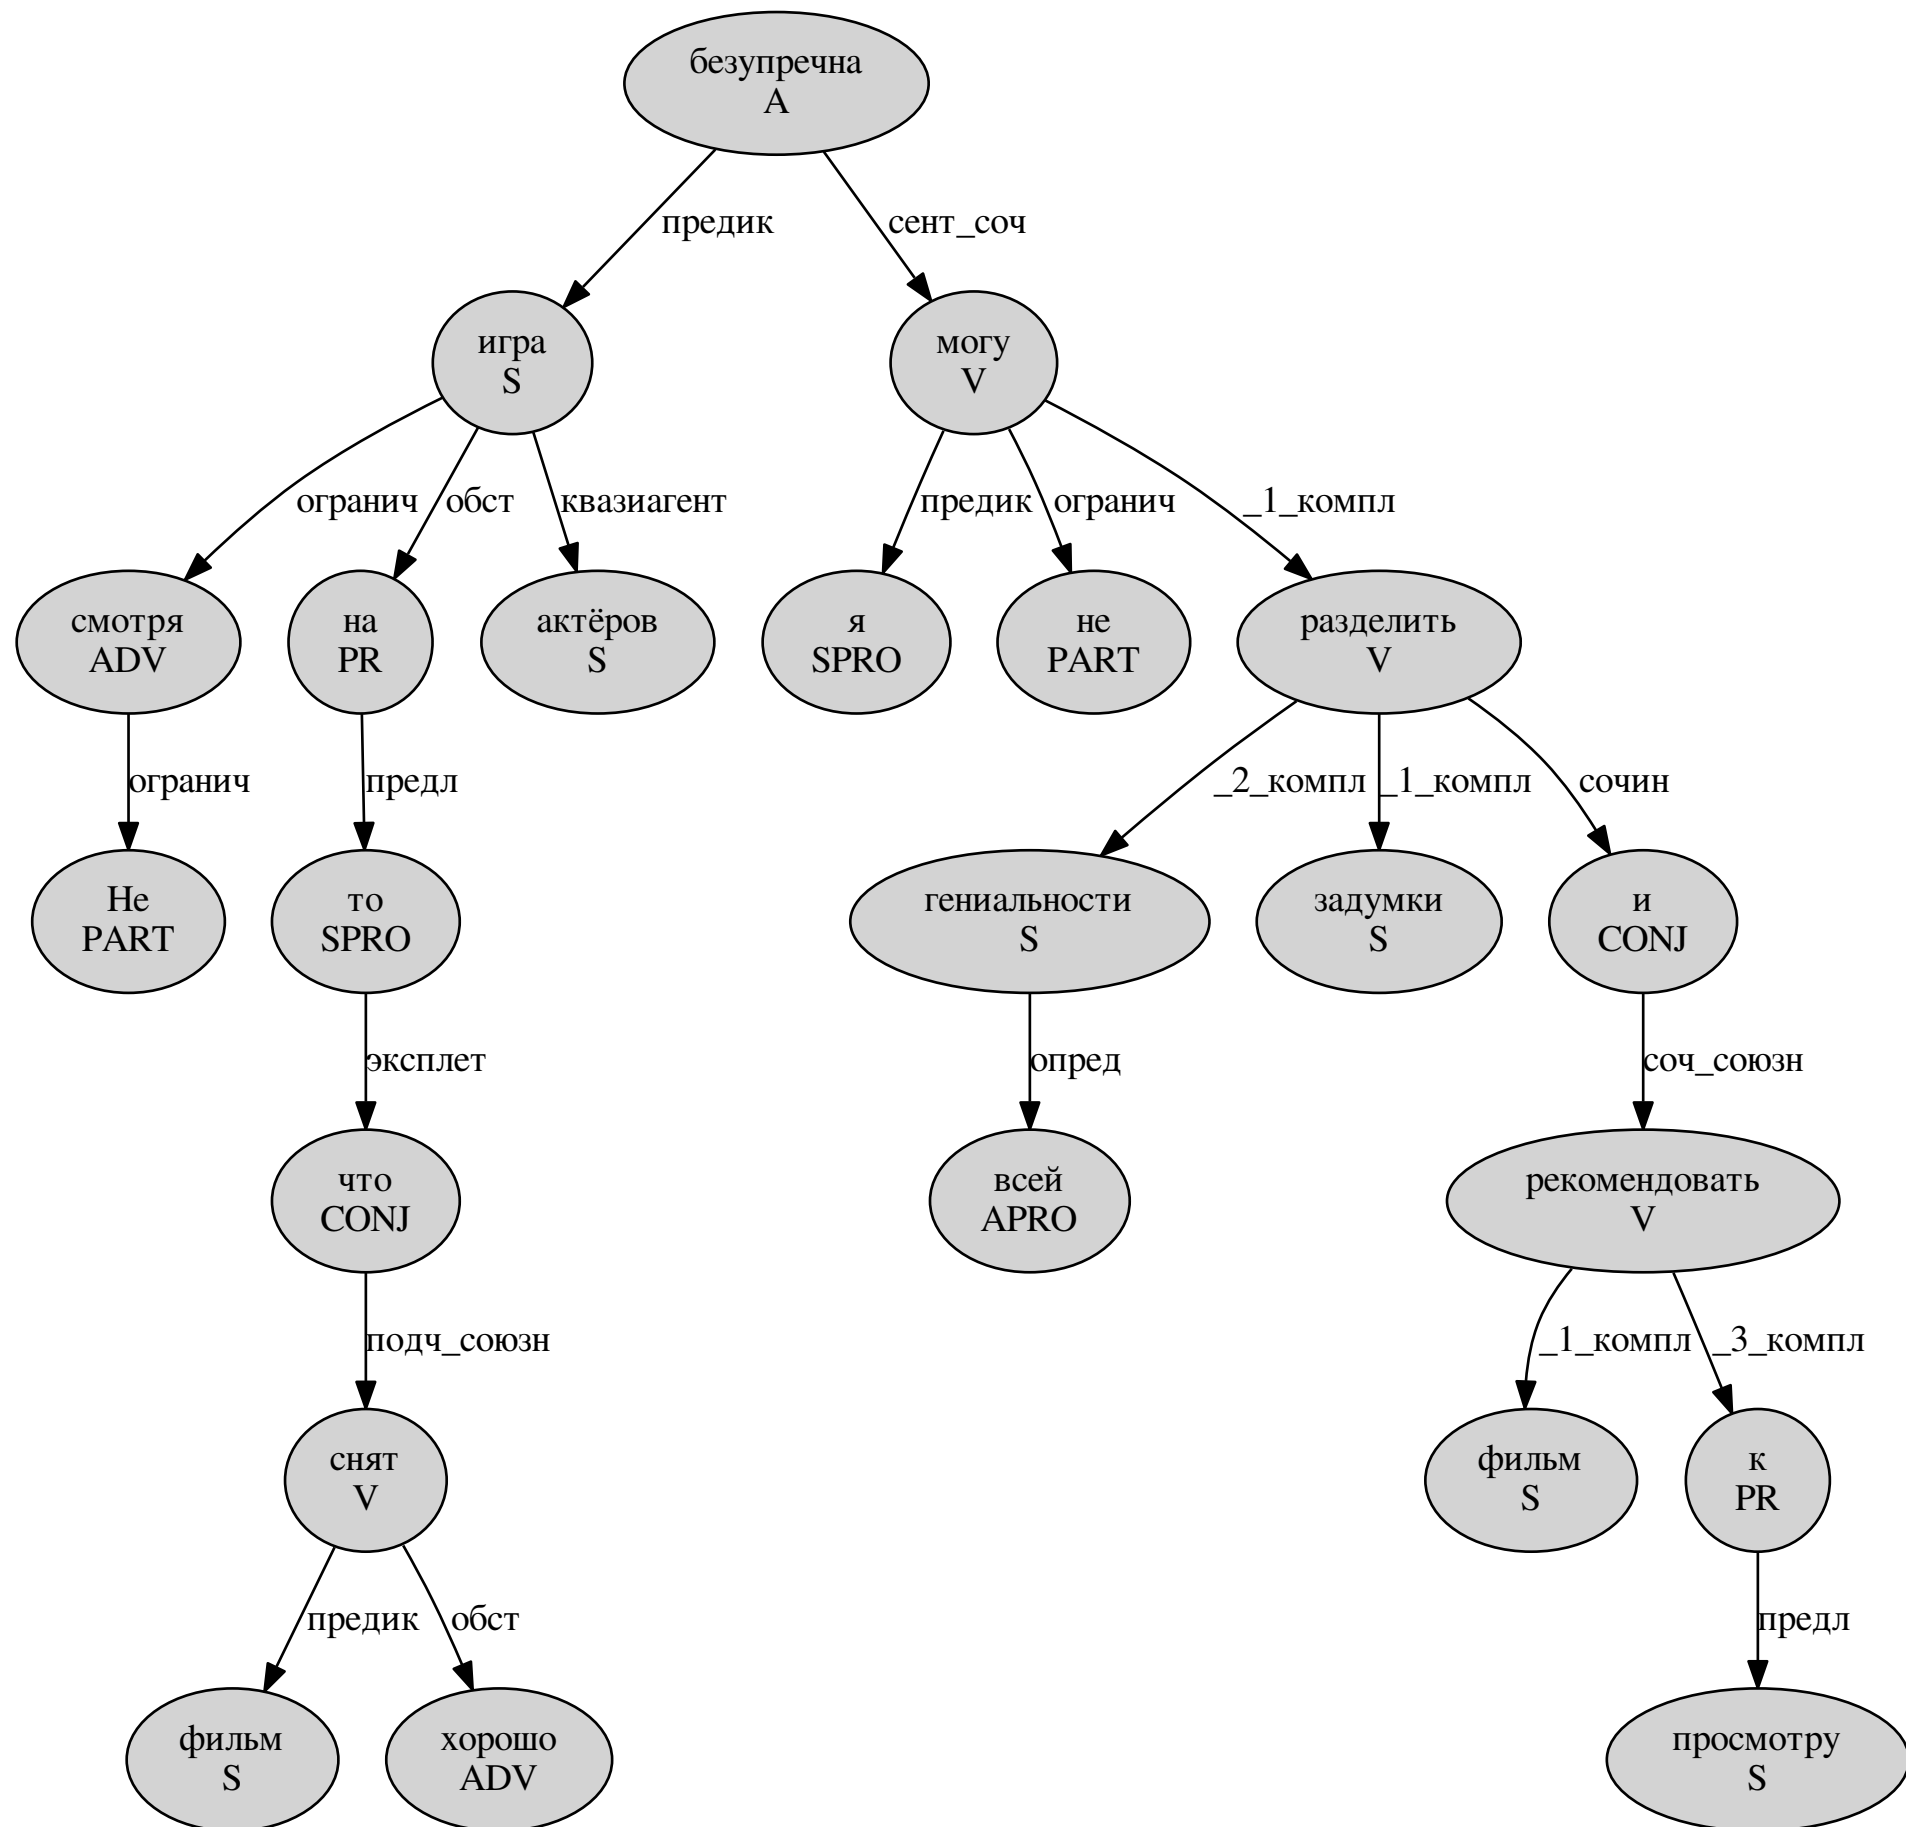 безупречна
A
предик
сент_соч
игра
S
могу
V
огранич
обст
квазиагент
предик
огранич
_1_компл
смотря
ADV
на
PR
актёров
S
я
SPRO
не
PART
разделить
V
огранич
предл
_2_компл
_1_компл
сочин
Не
PART
то
SPRO
гениальности
S
задумки
S
и
CONJ
эксплет
опред
соч_союзн
что
CONJ
всей
APRO
рекомендовать
V
подч_союзн
_1_компл
_3_компл
снят
V
фильм
S
к
PR
предик
обст
предл
фильм
S
хорошо
ADV
просмотру
S